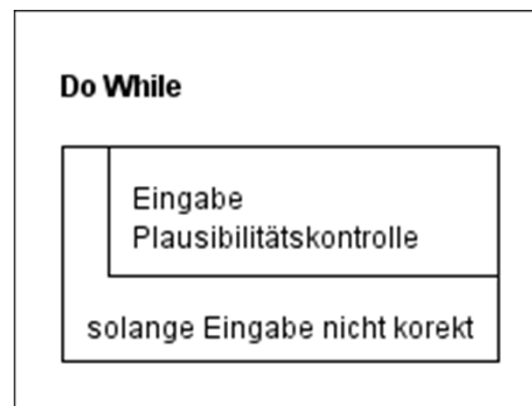 Do While
Eingabe
Plausibilitätskontrolle
solange Eingabe nicht korekt